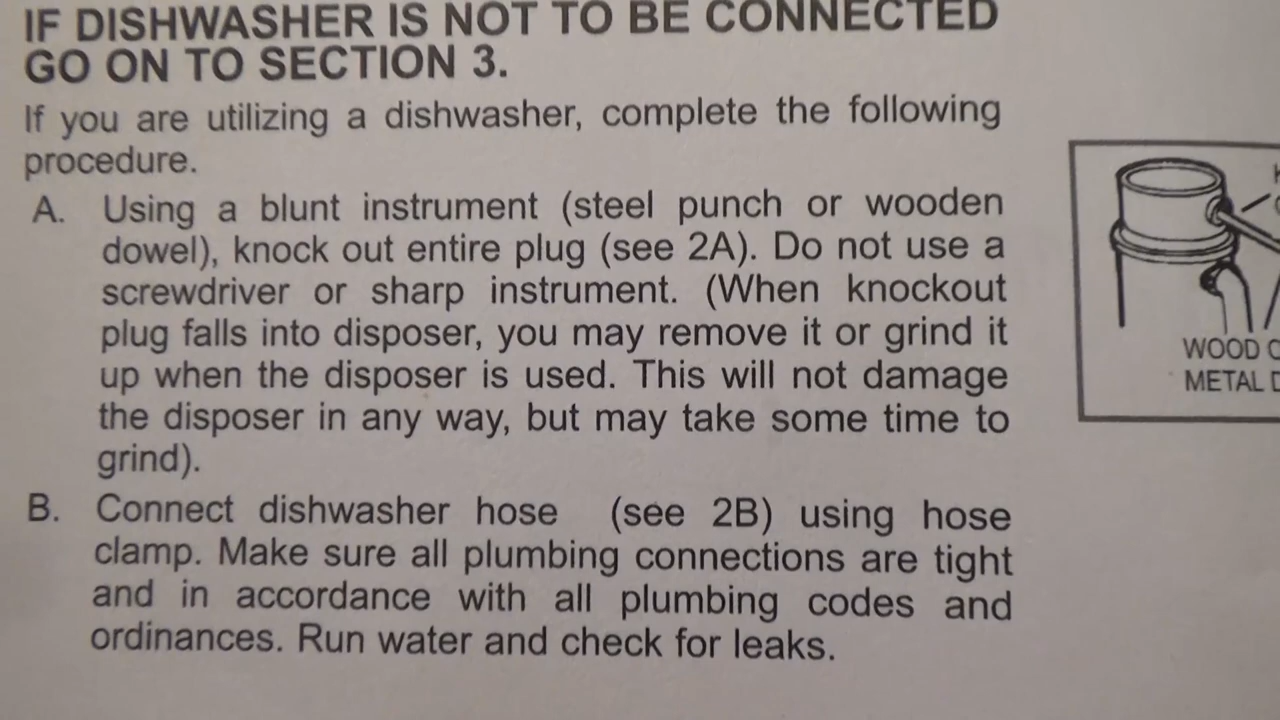 IF DISHWASHER IS NOT TO BE CONNECTED
GO ON TO SECTION 3.
If you are utilizing a dishwasher, complete the following
procedure.
A. Using a blunt instrument (steel punch or wooden
dowel), knock out entire plug (see 2A). Do not use a
screwdriver or sharp instrument. (When knockout
plug falls into disposer, you may remove it or grind it
up when the disposer is used. This will not damage
the disposer in any way, but may take some time to
grind).
B. Connect dishwasher hose (see 2B) using hose
clamp. Make sure all plumbing connections are tight
and in accordance with all plumbing codes and
ordinances. Run water and check for leaks.
WOOD
METAL